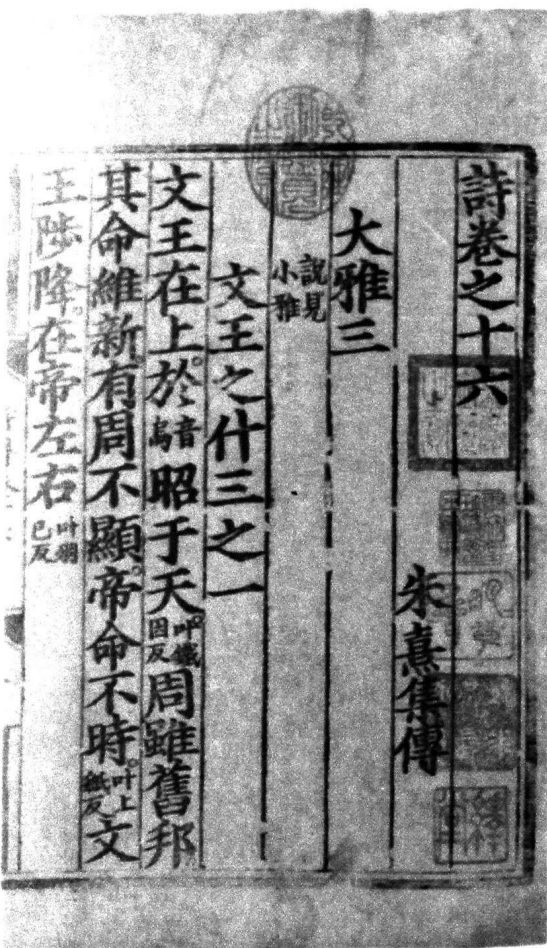 詩卷之十六
朱熹集傳
大雅三
說見小雅
文王之什三之一
文王在上於音烏昭于天叶鐵因反周雖舊邦
其命維新有周不顯帝命不時叶上紙反文
王陟降在帝左右叶羽已反